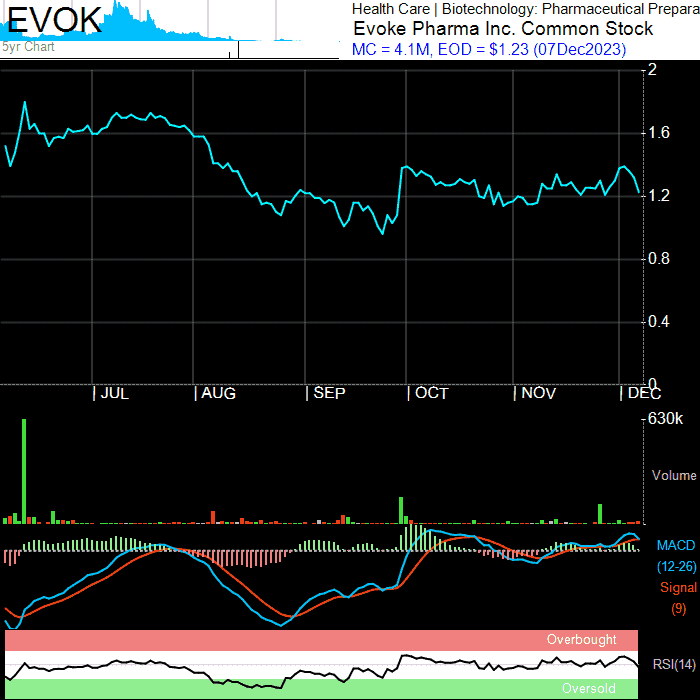 EVOK
5yr Chart
Health Care | Biotechnology: Pharmaceutical Prepara
Evoke Pharma Inc. Common Stock
MC = 4.1M, EOD = $1.23 (07Dec2023)
2
1.6
1.2
0.8
0.4
0
JUL AUG SEP OCT NOV DEC
630k
Volume
MACD
(12-26)
Signal
(9)
Overbought
RSI(14)
Oversold